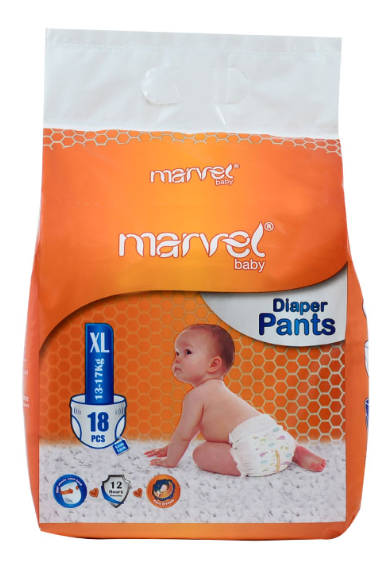 marvel®
baby
marvel®
baby
Diaper
Pants
XL
13-17Kg
18
PCS
12
Hours